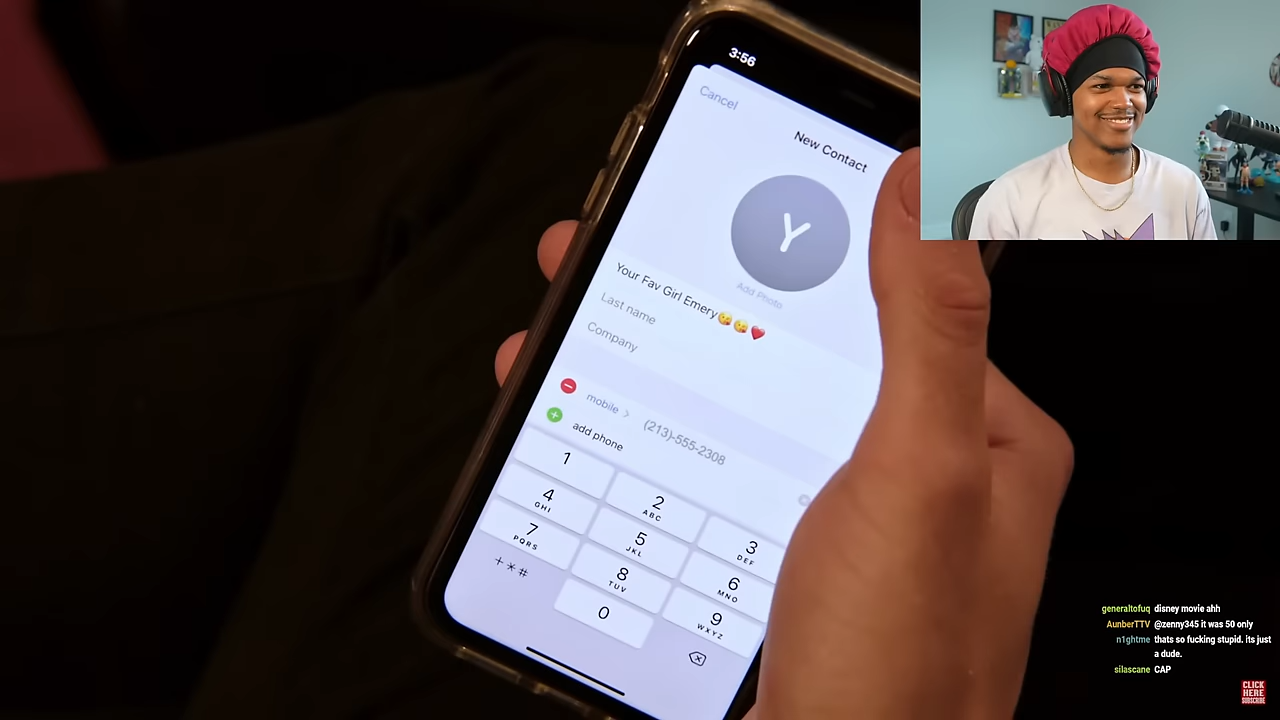 3:56
Cancel
New Contact
Y
Add Photo
Your Fav Girl Emery😘😘❤️
Last name
Company
mobile >
(213)-555-2308
add phone
1
2
ABC
3
DEF
4
GHI
5
JKL
6
MNO
7
PQRS
8
TUV
9
WXYZ
+*#
0
generaltofuq disney movie ahh
AunberTTV @zenny345 it was 50 only
n1ghtme thats so fucking stupid. its just
a dude.
silascane CAP
CLICK
HERE
SUBSCRIBE